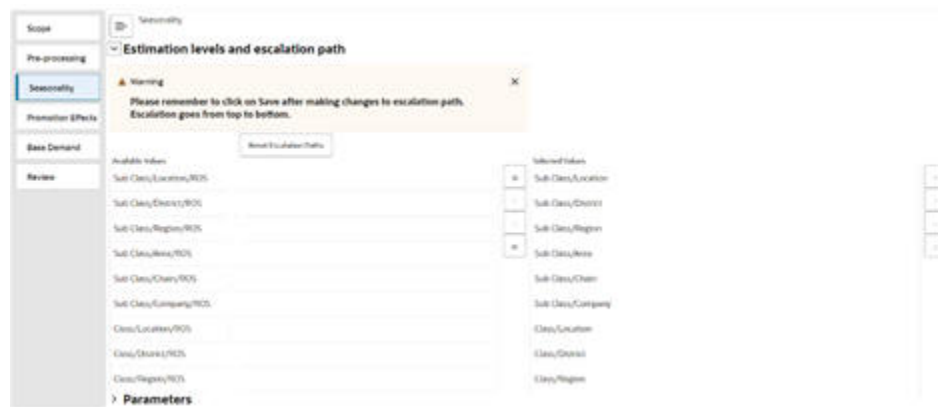 Scope
Pre-processing
Seasonality
Promotion Effects
Base Demand
Review
Seasonality
Estimation levels and escalation path
Warning
Please remember to click on Save after making changes to escalation path.
Escalation goes from top to bottom.
Reset Escalation Paths
Available Values
Sub Class/Location/ROS
Sub Class/District/ROS
Sub Class/Region/ROS
Sub Class/Area/ROS
Sub Class/Chain/ROS
Sub Class/Company/ROS
Class/Location/ROS
Class/District/ROS
Class/Region/ROS
Selected Values
Sub Class/Location
Sub Class/District
Sub Class/Region
Sub Class/Area
Sub Class/Chain
Sub Class/Company
Class/Location
Class/District
Class/Region
Parameters